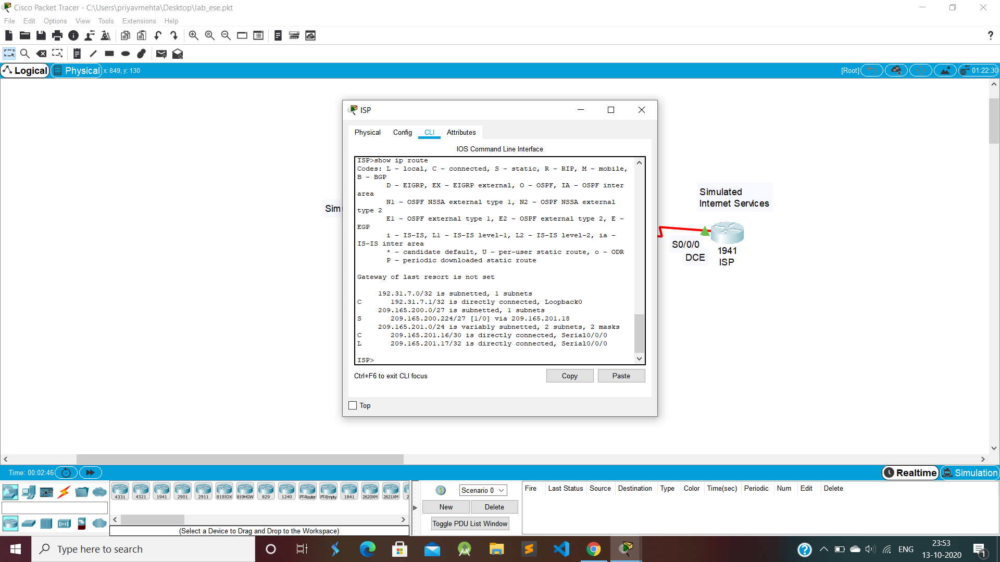 Cisco Packet Tracer - C:\Users\priyavmehta\Desktop\lab_ese.pkt
File Edit Options View Tools Extensions Help
?
Logical Physical x: 849, y: 130 [Root] 01:22:30
ISP
Physical Config CLI Attributes
IOS Command Line Interface
ISP>show ip route
Codes: L - local, C - connected, S - static, R - RIP, M - mobile,
B - BGP
D - EIGRP, EX - EIGRP external, O - OSPF, IA - OSPF inter
area
N1 - OSPF NSSA external type 1, N2 - OSPF NSSA external
type 2
E1 - OSPF external type 1, E2 - OSPF external type 2, E -
EGP
i - IS-IS, L1 - IS-IS level-1, L2 - IS-IS level-2, ia -
IS-IS inter area
* - candidate default, U - per-user static route, o - ODR
P - periodic downloaded static route
Gateway of last resort is not set
192.31.7.0/32 is subnetted, 1 subnets
C 192.31.7.1/32 is directly connected, Loopback0
209.165.200.0/27 is subnetted, 1 subnets
S 209.165.200.224/27 [1/0] via 209.165.201.18
209.165.201.0/24 is variably subnetted, 2 subnets, 2 masks
C 209.165.201.16/30 is directly connected, Serial0/0/0
L 209.165.201.17/32 is directly connected, Serial0/0/0
ISP>
Ctrl+F6 to exit CLI focus Copy Paste
Top
Sim
Simulated
Internet Services
S0/0/0
DCE
1941
ISP
Time: 00:02:46 Realtime Simulation
4331 4321 1941 2901 2911 819IOX 819HGW 829 1240 PT-Router PT-Empty 1841 2620XM 2621XM 2
(Select a Device to Drag and Drop to the Workspace)
Scenario 0
New Delete
Toggle PDU List Window
Fire Last Status Source Destination Type Color Time(sec) Periodic Num Edit Delete
Type here to search
ENG
23:53
13-10-2020
1